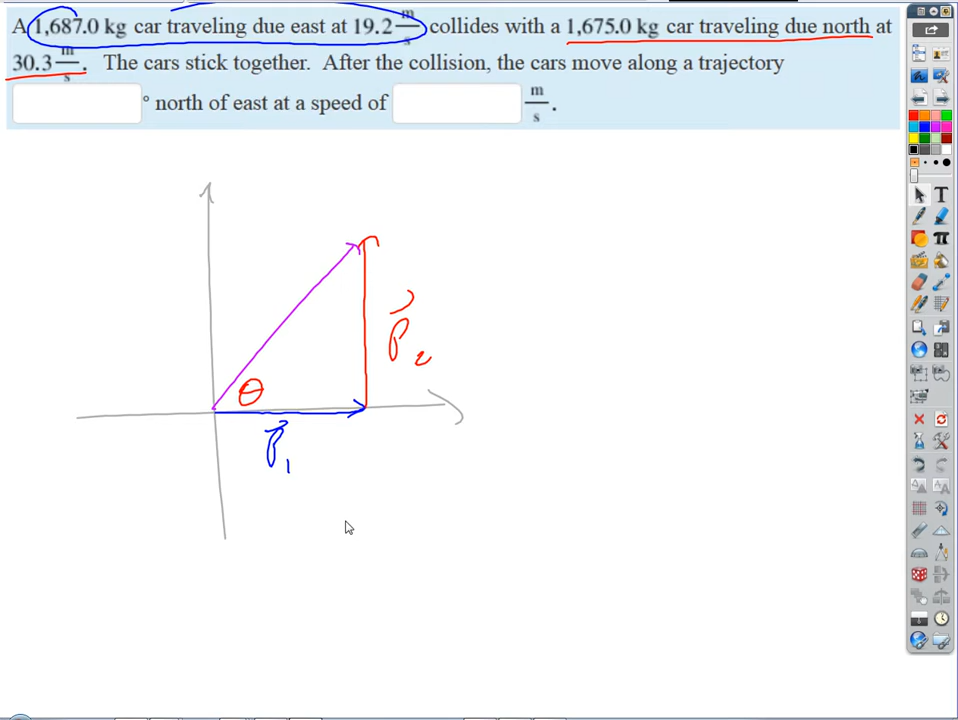 A 1,687.0 kg car traveling due east at 19.2 m/s collides with a 1,675.0 kg car traveling due north at
30.3 m/s. The cars stick together. After the collision, the cars move along a trajectory
° north of east at a speed of m/s.
P⃗₂
θ
P⃗₁